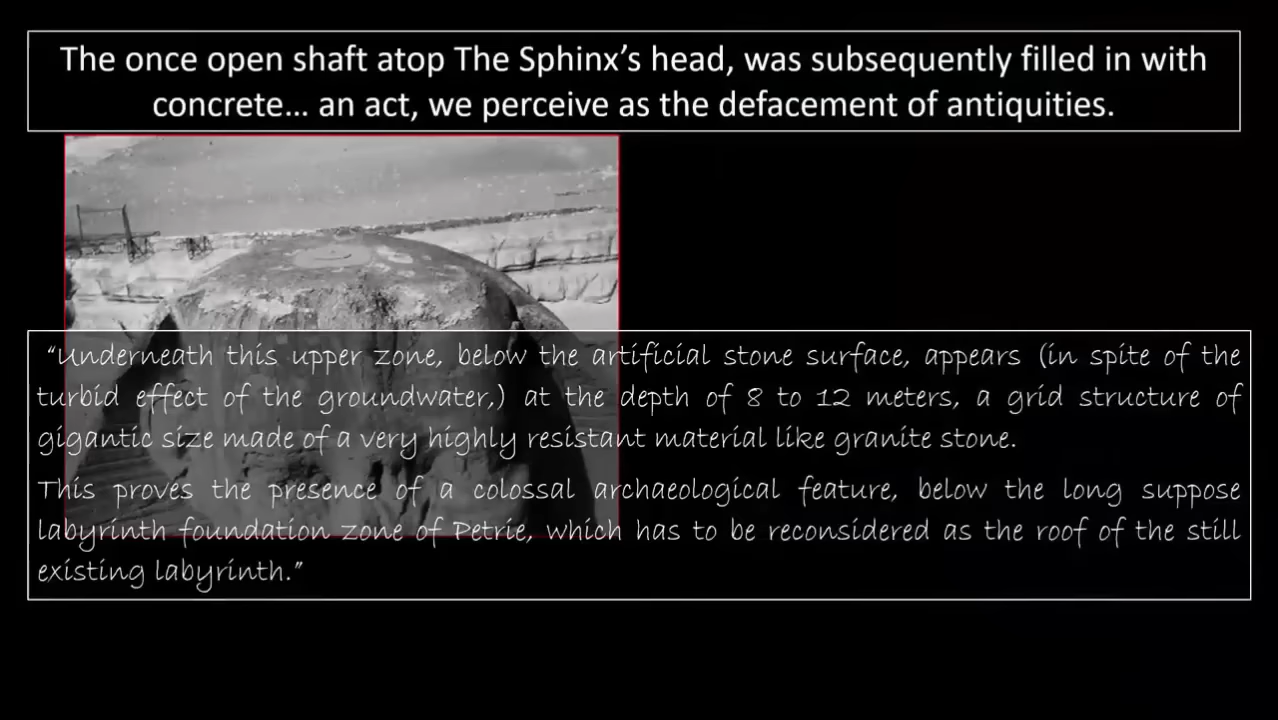 The once open shaft atop The Sphinx’s head, was subsequently filled in with
concrete… an act, we perceive as the defacement of antiquities.
“Underneath this upper zone, below the artificial stone surface, appears (in spite of the
turbid effect of the groundwater,) at the depth of 8 to 12 meters, a grid structure of
gigantic size made of a very highly resistant material like granite stone.
This proves the presence of a colossal archaeological feature, below the long suppose
labyrinth foundation zone of Petrie, which has to be reconsidered as the roof of the still
existing labyrinth.”